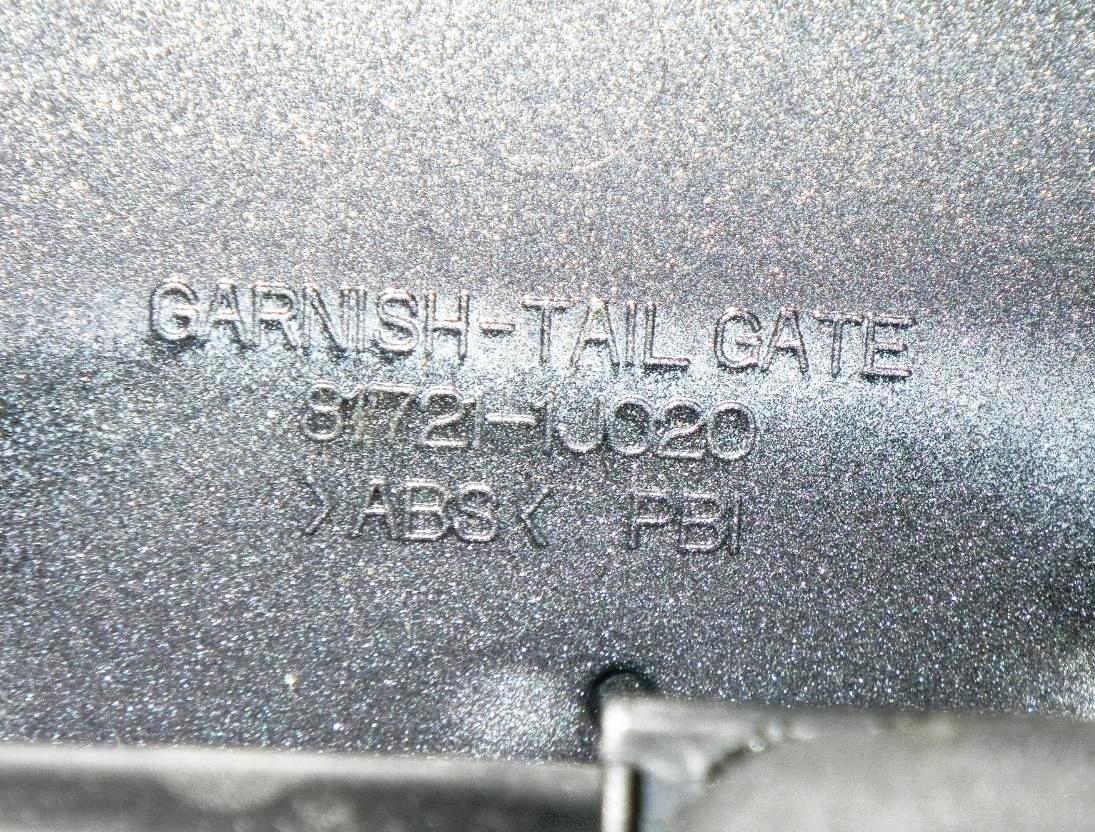 GARNISH-TAIL GATE
81721-1J020
>ABS< PBI